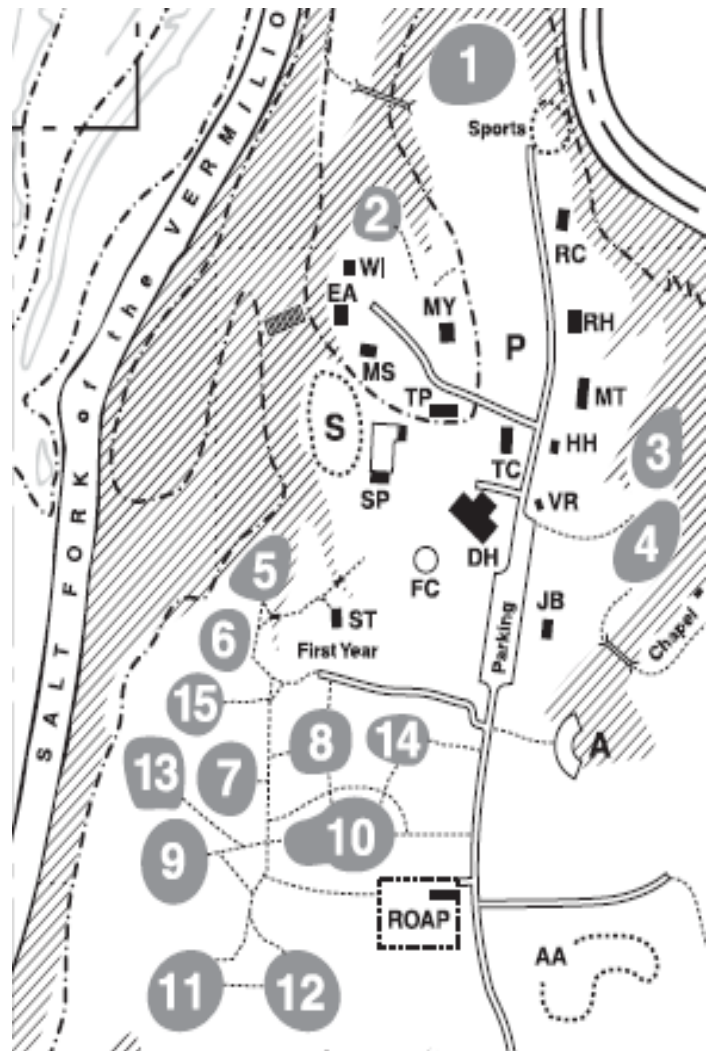 1
Sports
2
RC
W
EA
MY
RH
P
MS
MT
TP
S
HH
3
TC
SP
VR
4
DH
5
FC
JB
ST
6
First Year
Parking
Chapel
15
8
14
A
13
7
10
9
ROAP
AA
11
12
SALT FORK of the VERMILIO